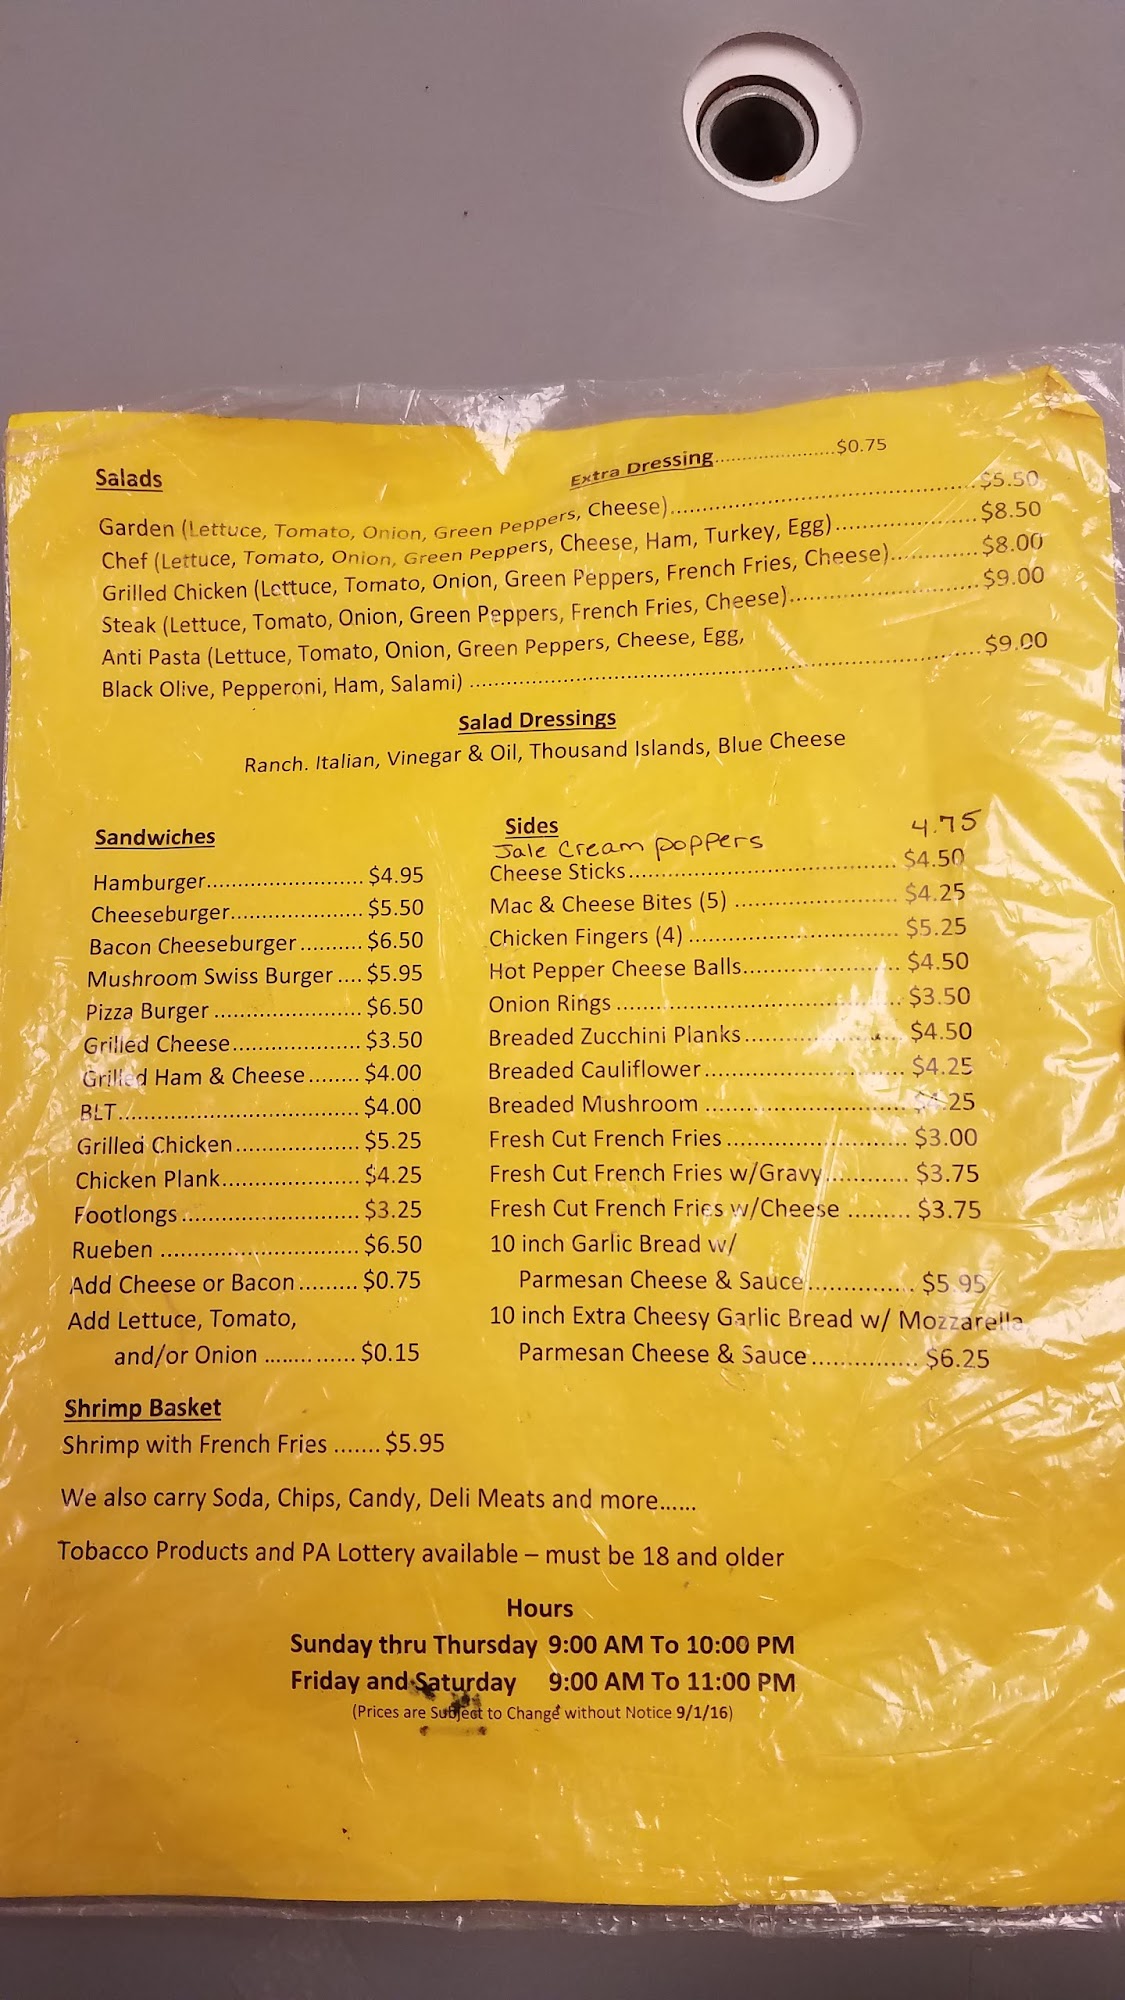 Salads
Extra Dressing........................$0.75
Garden (Lettuce, Tomato, Onion, Green Peppers, Cheese)............................................................$5.50
Chef (Lettuce, Tomato, Onion, Green Peppers, Cheese, Ham, Turkey, Egg)............................$8.50
Grilled Chicken (Lettuce, Tomato, Onion, Green Peppers, French Fries, Cheese)................$8.00
Steak (Lettuce, Tomato, Onion, Green Peppers, French Fries, Cheese)...................................$9.00
Anti Pasta (Lettuce, Tomato, Onion, Green Peppers, Cheese, Egg,
Black Olive, Pepperoni, Ham, Salami) ..................................................................................$9.00
Salad Dressings
Ranch. Italian, Vinegar & Oil, Thousand Islands, Blue Cheese
Sandwiches
Hamburger......................... $4.95
Cheeseburger..................... $5.50
Bacon Cheeseburger.......... $6.50
Mushroom Swiss Burger .... $5.95
Pizza Burger ....................... $6.50
Grilled Cheese.................... $3.50
Grilled Ham & Cheese........ $4.00
BLT...................................... $4.00
Grilled Chicken................... $5.25
Chicken Plank..................... $4.25
Footlongs........................... $3.25
Rueben .............................. $6.50
Add Cheese or Bacon......... $0.75
Add Lettuce, Tomato,
and/or Onion .............. $0.15
Sides
Jale Cream poppers 4.75
Cheese Sticks......................................... $4.50
Mac & Cheese Bites (5) ......................... $4.25
Chicken Fingers (4) ................................ $5.25
Hot Pepper Cheese Balls........................ $4.50
Onion Rings ........................................... $3.50
Breaded Zucchini Planks........................ $4.50
Breaded Cauliflower.............................. $4.25
Breaded Mushroom .............................. $4.25
Fresh Cut French Fries ........................... $3.00
Fresh Cut French Fries w/Gravy............. $3.75
Fresh Cut French Fries w/Cheese ......... $3.75
10 inch Garlic Bread w/
Parmesan Cheese & Sauce................ $5.95
10 inch Extra Cheesy Garlic Bread w/ Mozzarella
Parmesan Cheese & Sauce................ $6.25
Shrimp Basket
Shrimp with French Fries ....... $5.95
We also carry Soda, Chips, Candy, Deli Meats and more......
Tobacco Products and PA Lottery available – must be 18 and older
Hours
Sunday thru Thursday 9:00 AM To 10:00 PM
Friday and Saturday 9:00 AM To 11:00 PM
(Prices are Subject to Change without Notice 9/1/16)